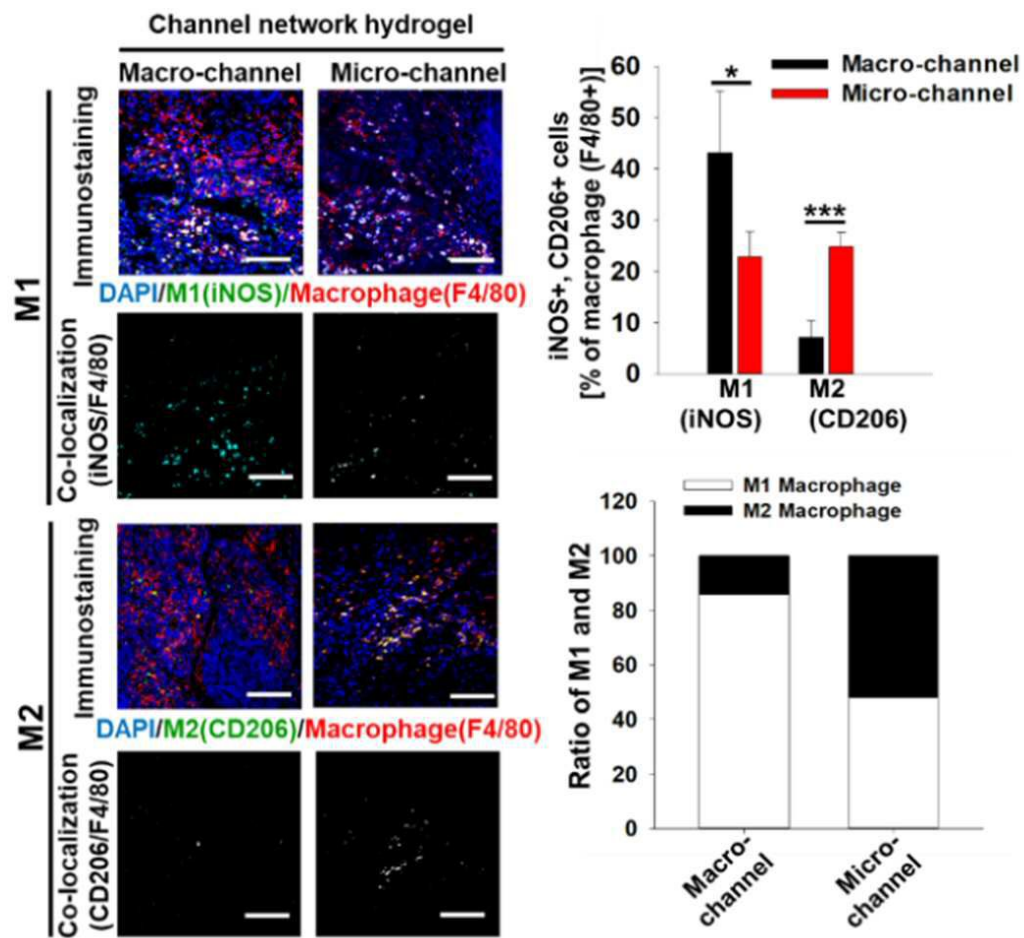 Channel network hydrogel
Macro-channel Micro-channel
M1
Immunostaining
DAPI/M1(iNOS)/Macrophage(F4/80)
Co-localization
(iNOS/F4/80)
M2
Immunostaining
DAPI/M2(CD206)/Macrophage(F4/80)
Co-localization
(CD206/F4/80)
iNOS+, CD206+ cells
[% of macrophage (F4/80+)]
60
50
40
30
20
10
0
*
***
Macro-channel
Micro-channel
M1 M2
(iNOS) (CD206)
M1 Macrophage
M2 Macrophage
Ratio of M1 and M2
120
100
80
60
40
20
0
Macro-
channel
Micro-
channel